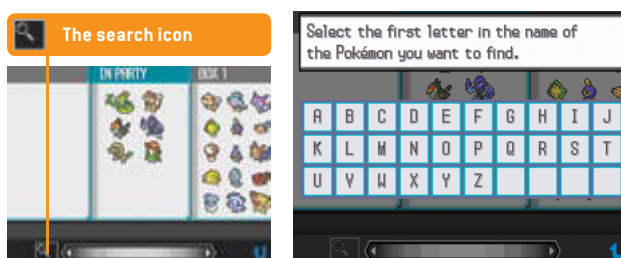 The search icon
IN PARTY
BOX 1
Select the first letter in the name of
the Pokémon you want to find.
A B C D E F G H I J
K L M N O P Q R S T
U V W X Y Z